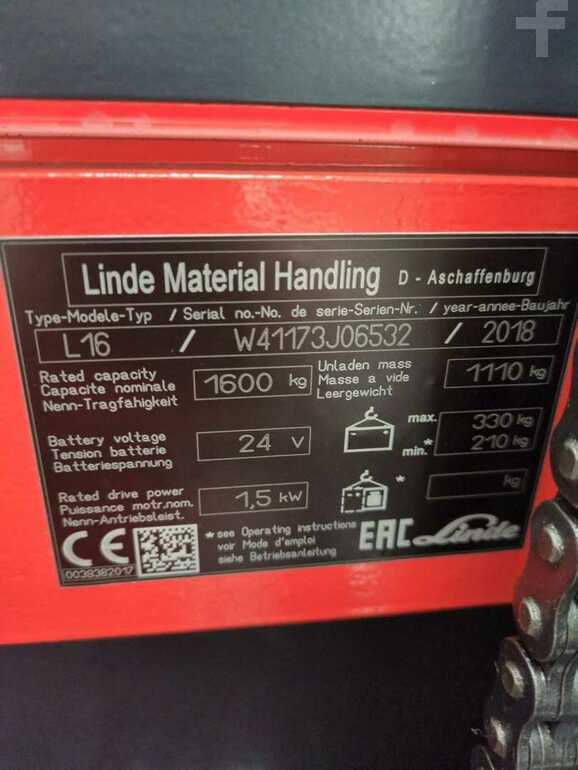 f
Linde Material Handling D - Aschaffenburg
Type-Modele-Typ / Serial no.-No. de serie-Serien-Nr. / year-annee-Baujahr
L16 / W41173J06532 / 2018
Rated capacity
Capacite nominale
Nenn-Tragfähigkeit
1600 kg
Unladen mass
Masse a vide
Leergewicht
1110 kg
Battery voltage
Tension batterie
Batteriespannung
24 V
max. 330 kg
min.* 210 kg
Rated drive power
Puissance motr.nom.
Nenn-Antriebsleist.
1,5 kW
* kg
CE
0038382017
*see Operating instructions
voir Mode d'emploi
siehe Betriebsanleitung
EAC Linde